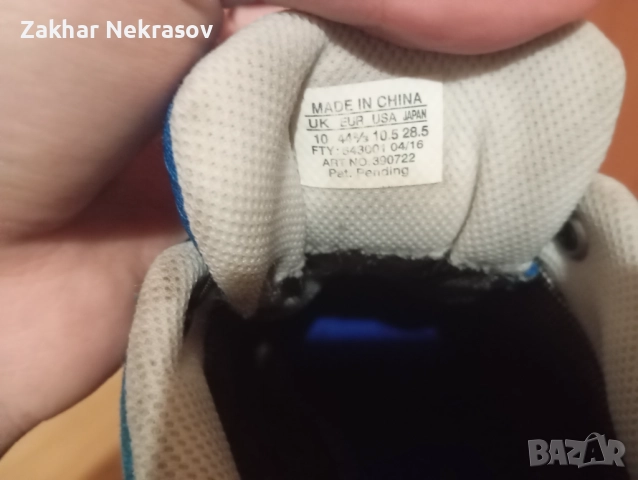 Zakhar Nekrasov
MADE IN CHINA
UK EUR USA JAPAN
10 44⅔ 10.5 28.5
FTY: 643001 04/16
ART NO. 390722
Pat. Pending
BAZAR